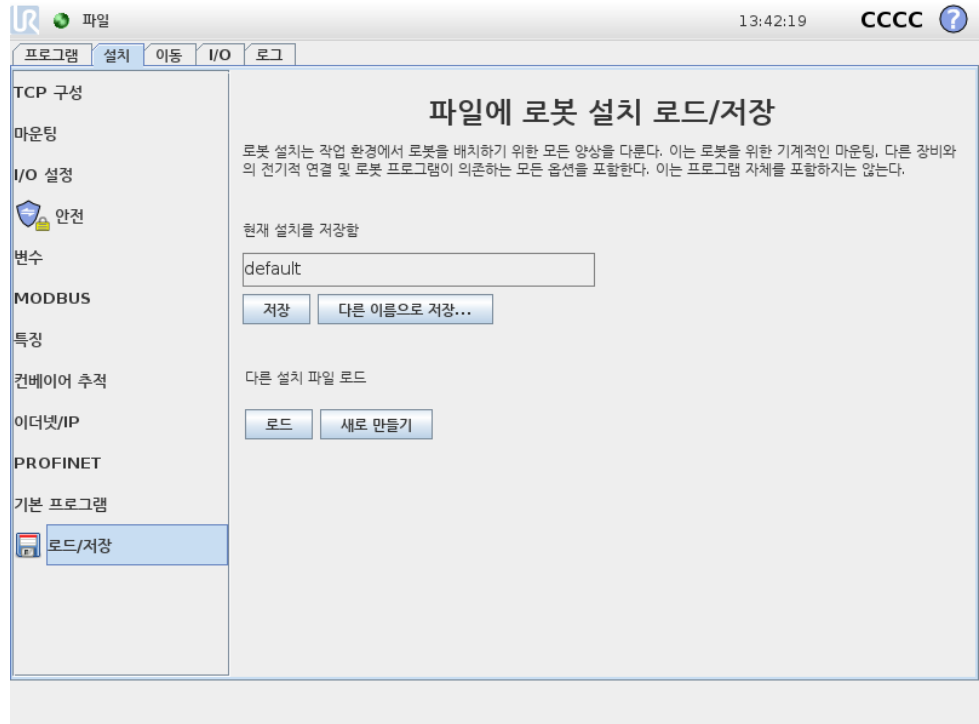 UR 파일 13:42:19 CCCC ?
프로그램 설치 이동 I/O 로그
TCP 구성
마운팅
I/O 설정
안전
변수
MODBUS
특징
컨베이어 추적
이더넷/IP
PROFINET
기본 프로그램
로드/저장
파일에 로봇 설치 로드/저장
로봇 설치는 작업 환경에서 로봇을 배치하기 위한 모든 양상을 다룬다. 이는 로봇을 위한 기계적인 마운팅, 다른 장비와
의 전기적 연결 및 로봇 프로그램이 의존하는 모든 옵션을 포함한다. 이는 프로그램 자체를 포함하지는 않는다.
현재 설치를 저장함
default
저장 다른 이름으로 저장...
다른 설치 파일 로드
로드 새로 만들기